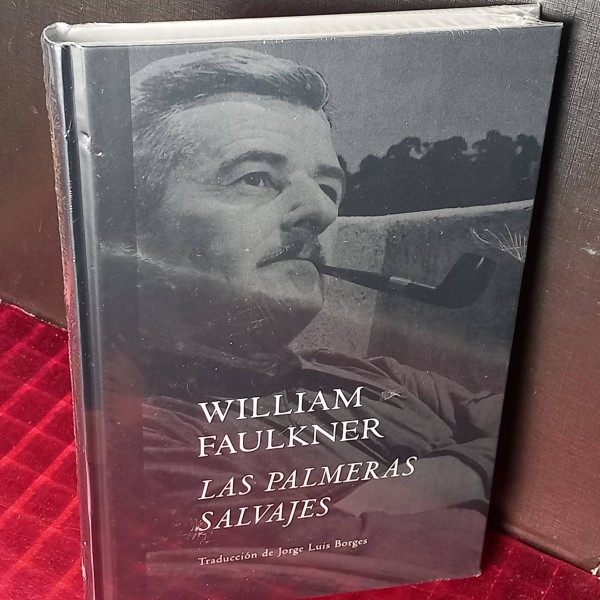 WILLIAM
FAULKNER
LAS PALMERAS
SALVAJES
Traducción de Jorge Luis Borges